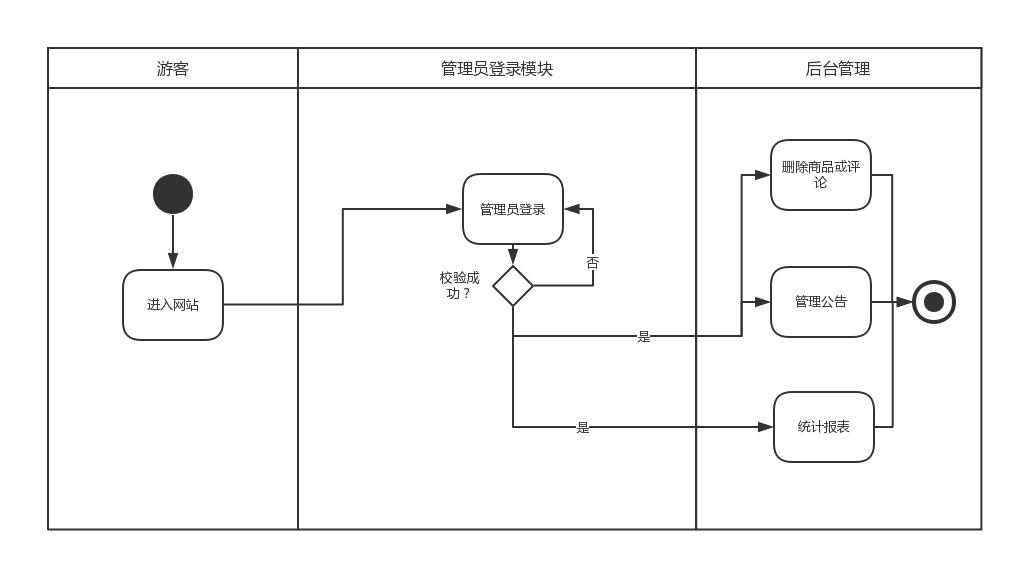 游客
管理员登录模块
后台管理
删除商品或评
论
管理员登录
否
校验成
功？
进入网站
管理公告
是
统计报表
是